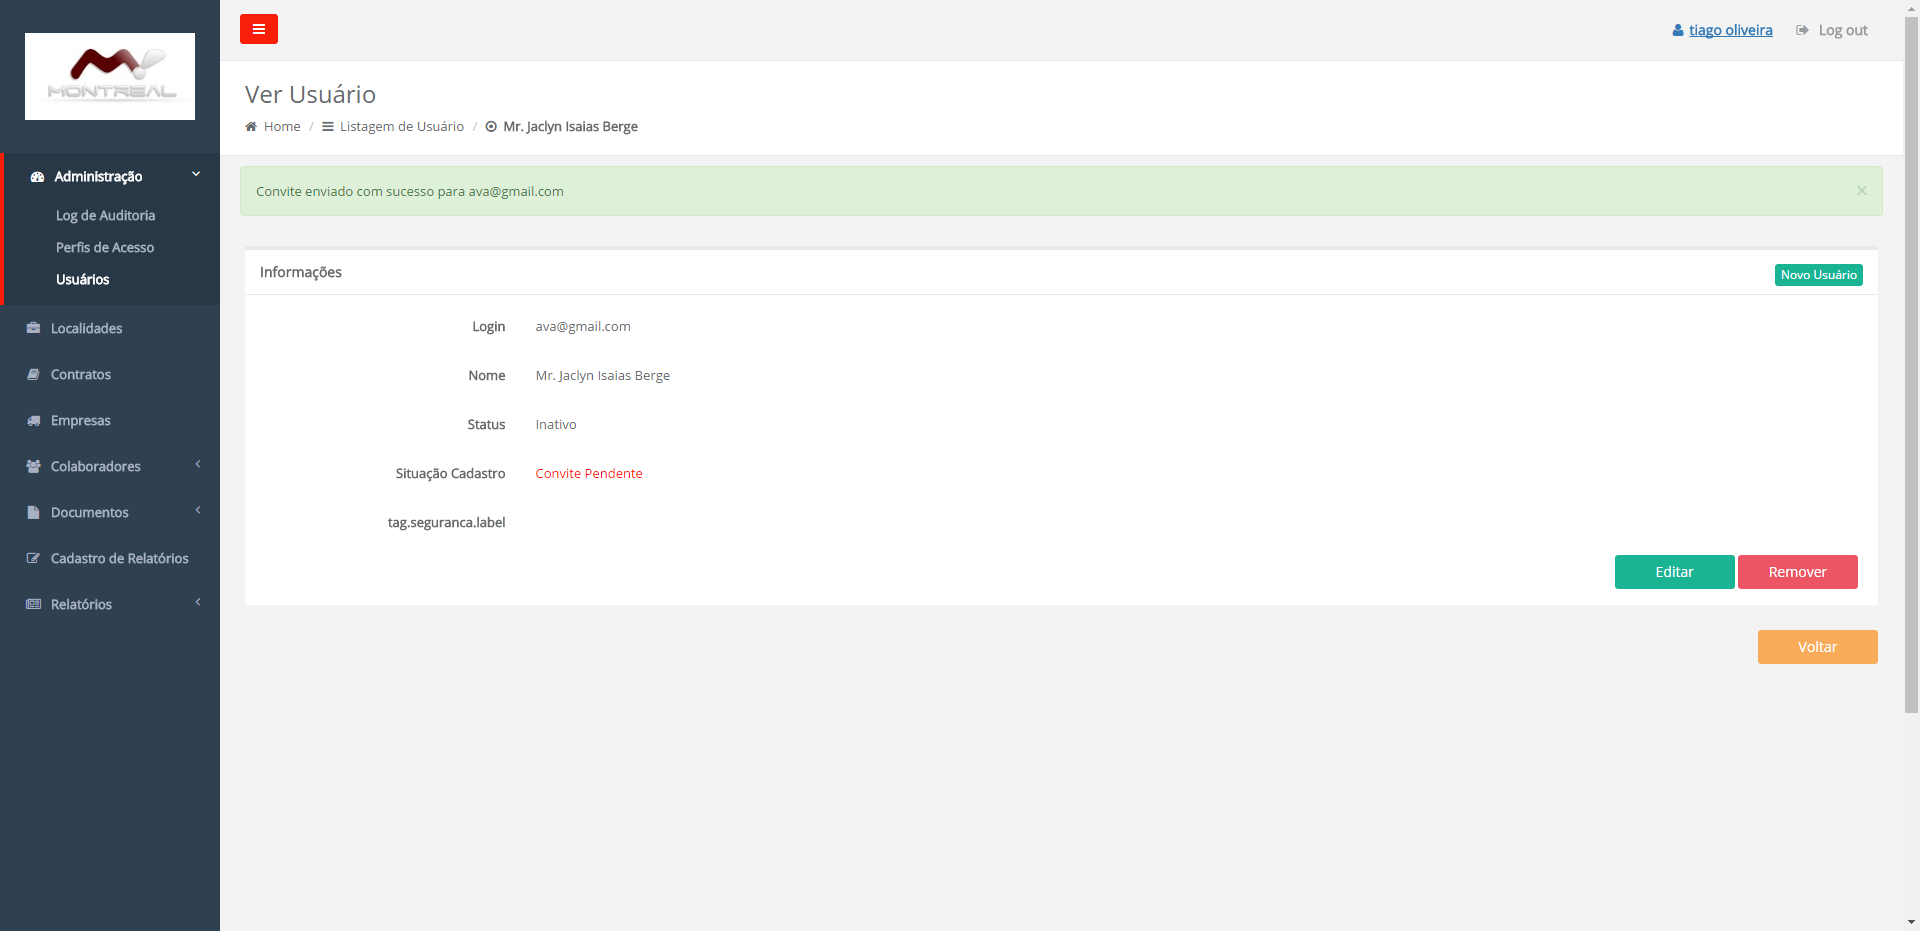 MONTREAL
tiago oliveira
Log out
Ver Usuário
Home / Listagem de Usuário / Mr. Jaclyn Isaias Berge
Convite enviado com sucesso para ava@gmail.com
×
Administração
Log de Auditoria
Perfis de Acesso
Usuários
Localidades
Contratos
Empresas
Colaboradores
Documentos
Cadastro de Relatórios
Relatórios
Informações
Novo Usuário
Login ava@gmail.com
Nome Mr. Jaclyn Isaias Berge
Status Inativo
Situação Cadastro Convite Pendente
tag.seguranca.label
Editar Remover
Voltar